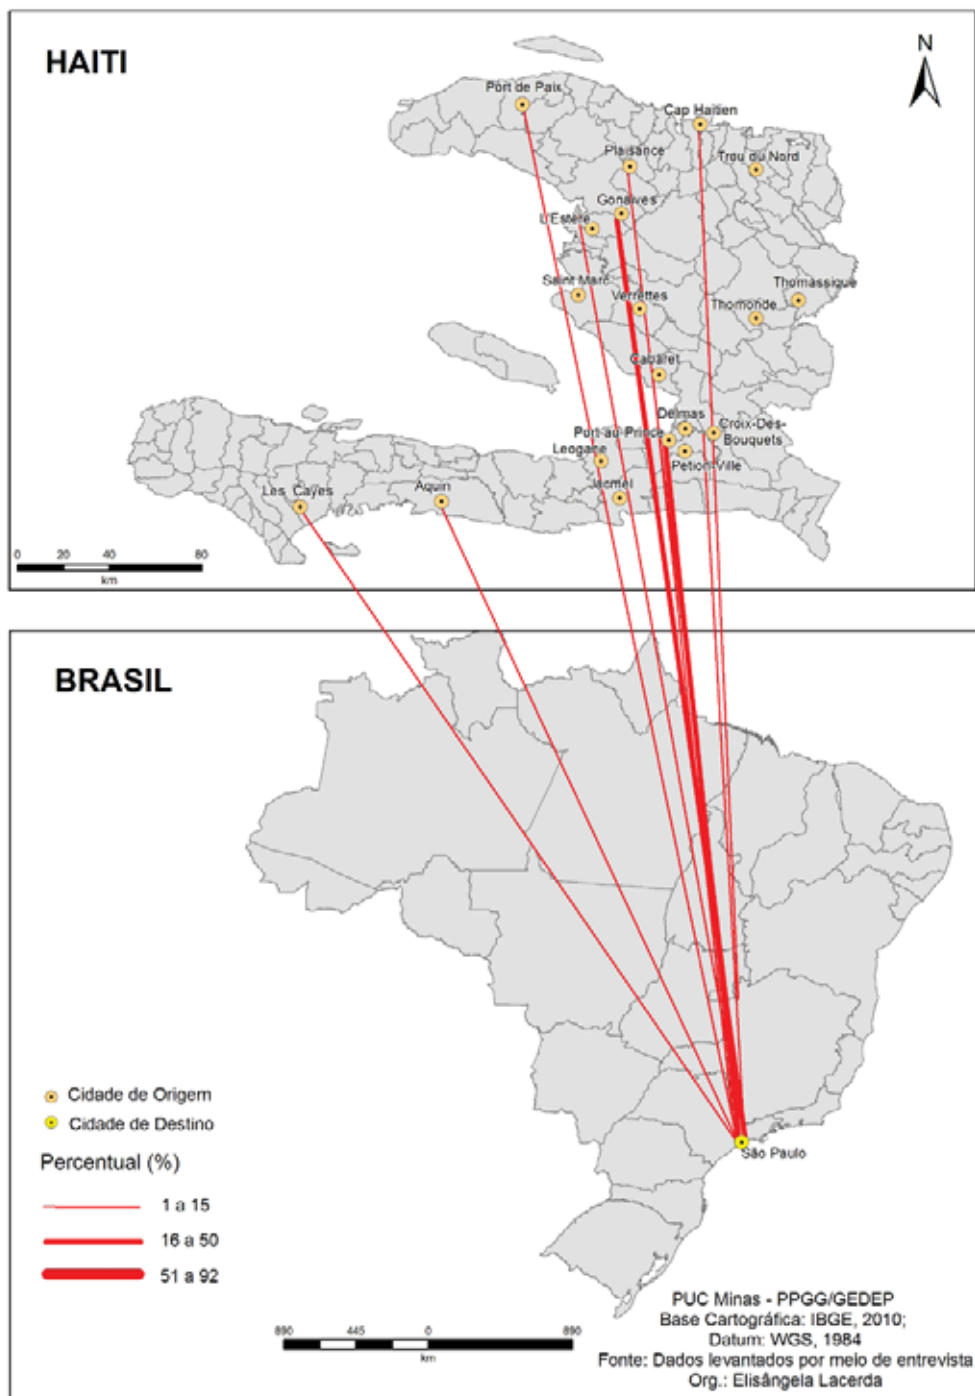 HAITI
N
Port de Paix
Cap Haitien
Plaisance
Trou du Nord
Gonaives
L'Estère
Saint Marc
Verrettes
Thomassique
Thomonde
Cabaret
Delmas
Croix-Des-
Bouquets
Port-au-Prince
Leogane
Petion-Ville
Les Cayes
Aquin
Jacmel
0 20 40 80
km
BRASIL
Cidade de Origem
Cidade de Destino
São Paulo
Percentual (%)
1 a 15
16 a 50
51 a 92
890 445 0 890
km
PUC Minas - PPGG/GEDEP
Base Cartográfica: IBGE, 2010;
Datum: WGS, 1984
Fonte: Dados levantados por meio de entrevista
Org.: Elisângela Lacerda